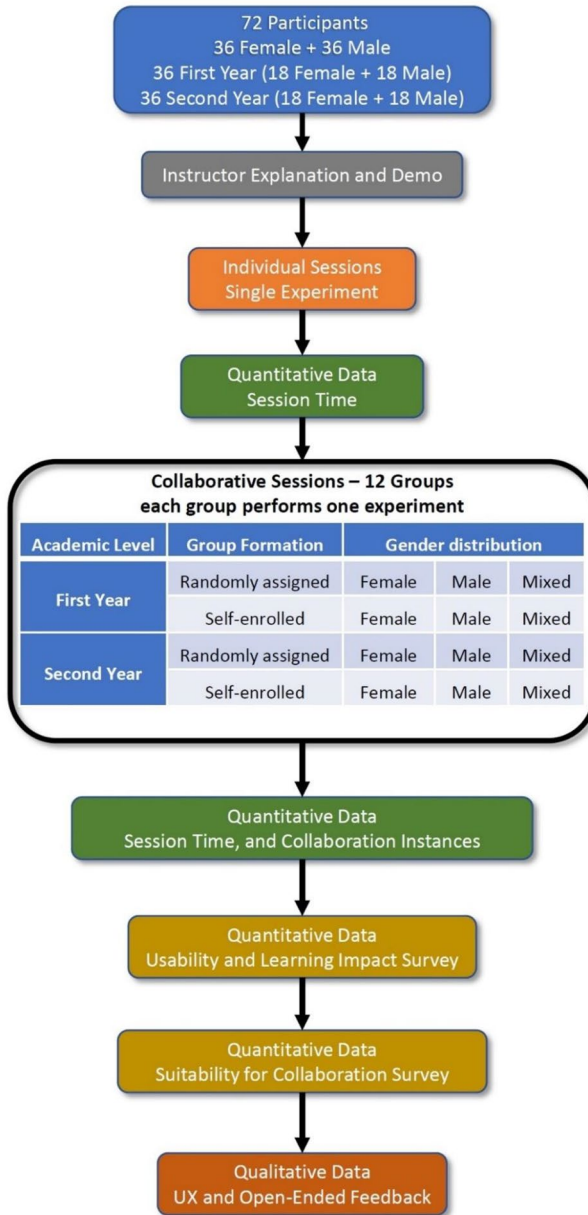 72 Participants
36 Female + 36 Male
36 First Year (18 Female + 18 Male)
36 Second Year (18 Female + 18 Male)
Instructor Explanation and Demo
Individual Sessions
Single Experiment
Quantitative Data
Session Time
Collaborative Sessions – 12 Groups
each group performs one experiment
Academic Level Group Formation Gender distribution
First Year
Randomly assigned Female Male Mixed
Self-enrolled Female Male Mixed
Second Year
Randomly assigned Female Male Mixed
Self-enrolled Female Male Mixed
Quantitative Data
Session Time, and Collaboration Instances
Quantitative Data
Usability and Learning Impact Survey
Quantitative Data
Suitability for Collaboration Survey
Qualitative Data
UX and Open-Ended Feedback